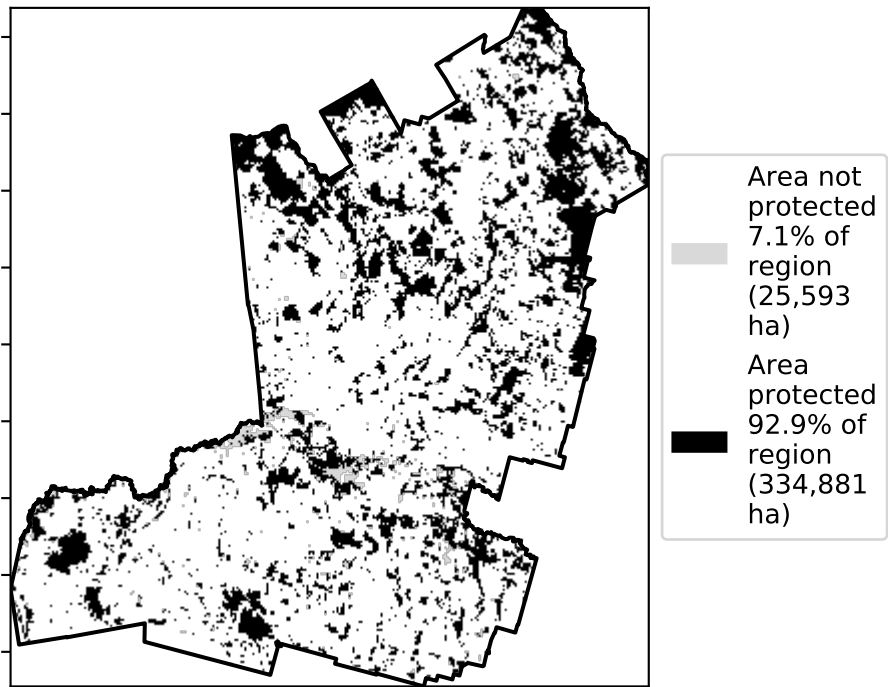 Area not
protected
7.1% of
region
(25,593
ha)
Area
protected
92.9% of
region
(334,881
ha)